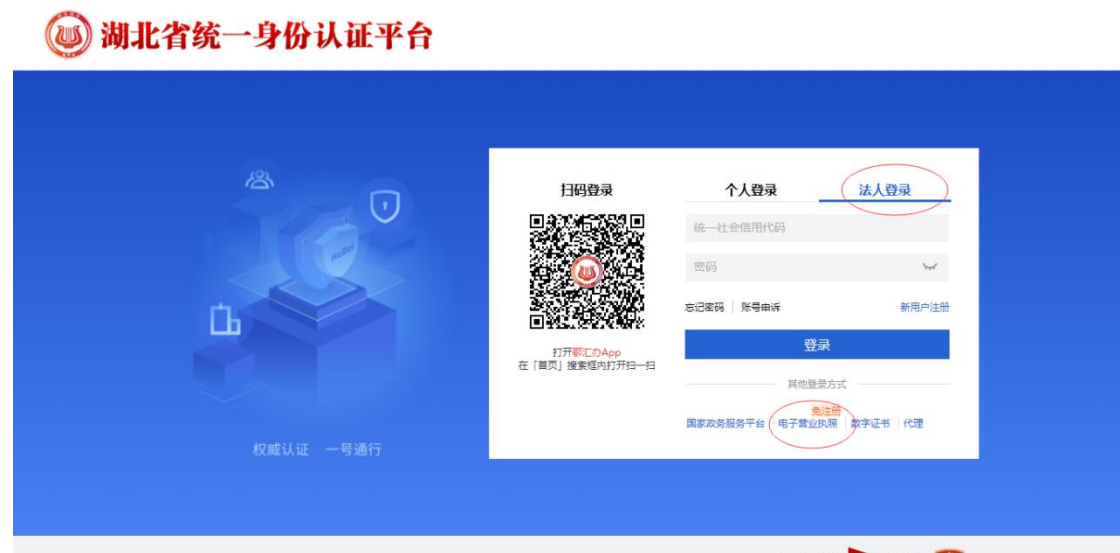 湖北省统一身份认证平台
HuBei
权威认证 一号通行
扫码登录
打开鄂汇办App
在「首页」搜索框内打开扫一扫
个人登录 法人登录
统一社会信用代码
密码
忘记密码 账号申诉 新用户注册
登录
其他登录方式
免注册
国家政务服务平台 电子营业执照 数字证书 代理